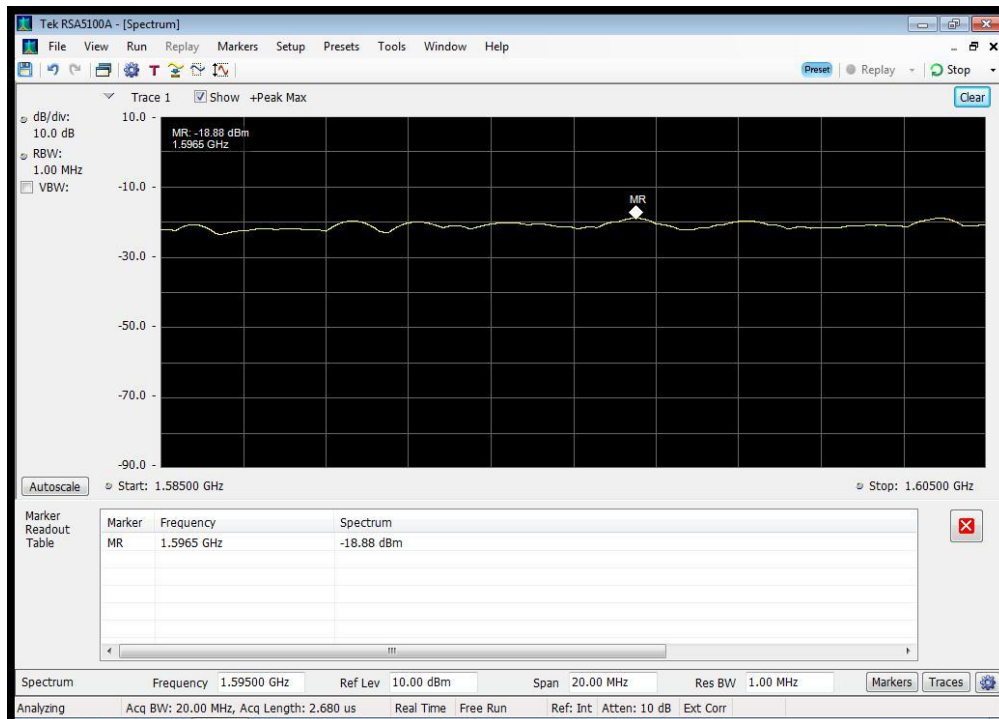 Tek RSA5100A - [Spectrum]
File View Run Replay Markers Setup Presets Tools Window Help
T Preset Replay Stop
Trace 1 Show +Peak Max Clear
dB/div:
10.0 dB
RBW:
1.00 MHz
VBW:
10.0
-10.0
-30.0
-50.0
-70.0
-90.0
MR: -18.88 dBm
1.5965 GHz
MR
Autoscale Start: 1.58500 GHz Stop: 1.60500 GHz
Marker
Readout
Table
Marker Frequency Spectrum
MR 1.5965 GHz -18.88 dBm
Spectrum Frequency 1.59500 GHz Ref Lev 10.00 dBm Span 20.00 MHz Res BW 1.00 MHz Markers Traces
Analyzing Acq BW: 20.00 MHz, Acq Length: 2.680 us Real Time Free Run Ref: Int Atten: 10 dB Ext Corr